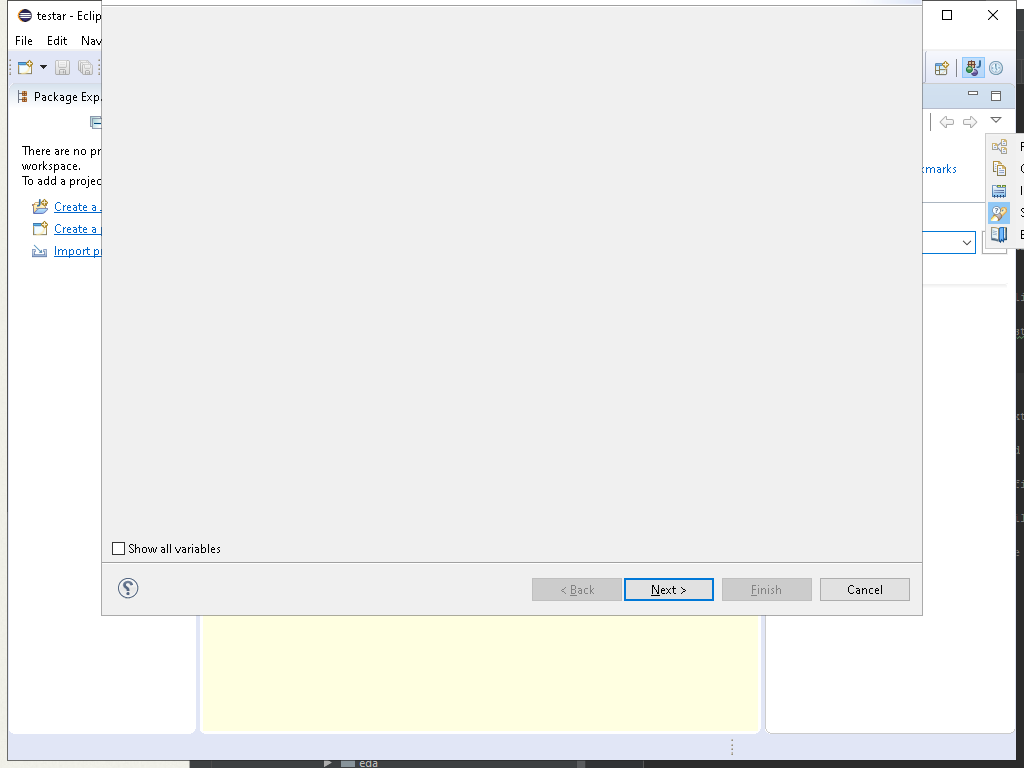 testar - Eclip
File Edit Nav
Package Exp
There are no pr
workspace.
To add a projec
Create a
Create a
Import p
kmarks
Show all variables
< Back Next > Finish Cancel
eda